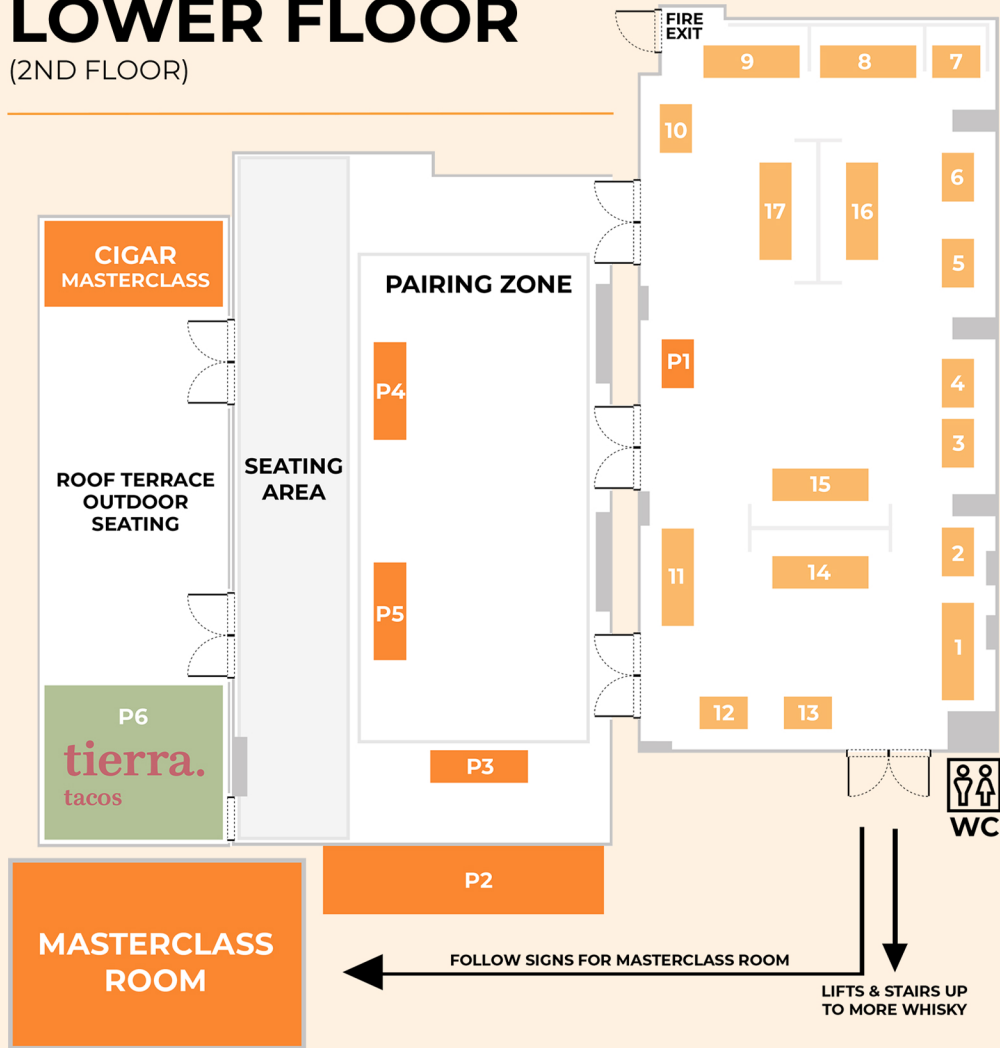 LOWER FLOOR
(2ND FLOOR)
FIRE
EXIT
9
8
7
10
6
17
16
5
CIGAR
MASTERCLASS
PAIRING ZONE
P1
4
P4
3
SEATING
AREA
ROOF TERRACE
OUTDOOR
SEATING
15
2
14
11
P5
1
12
13
P6
tierra.
tacos
P3
WC
P2
MASTERCLASS
ROOM
FOLLOW SIGNS FOR MASTERCLASS ROOM
LIFTS & STAIRS UP
TO MORE WHISKY